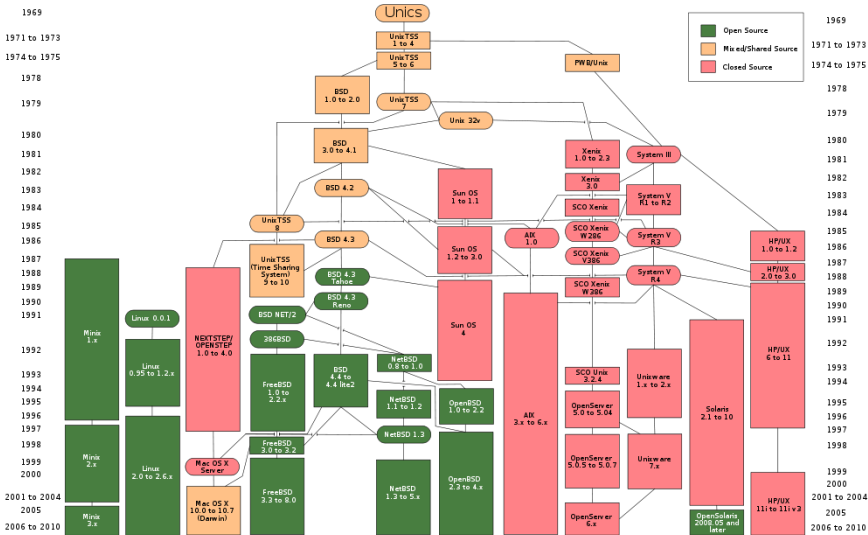 Unics
1969
1971 to 1973
1974 to 1975
1978
1979
1980
1981
1982
1983
1984
1985
1986
1987
1988
1989
1990
1991
1992
1993
1994
1995
1996
1997
1998
1999
2000
2001 to 2004
2005
2006 to 2010
Open Source
Mixed/Shared Source
Closed Source
1969
1971 to 1973
1974 to 1975
1978
1979
1980
1981
1982
1983
1984
1985
1986
1987
1988
1989
1990
1991
1992
1993
1994
1995
1996
1997
1998
1999
2000
2001 to 2004
2005
2006 to 2010
UnixTSS
1 to 4
UnixTSS
5 to 6
PWB/Unix
BSD
1.0 to 2.0
UnixTSS
7
Unix 32v
BSD
3.0 to 4.1
Xenix
1.0 to 2.3
System III
Xenix
3.0
Sun OS
1 to 1.1
BSD 4.2
System V
R1 to R2
SCO Xenix
UnixTSS
8
SCO Xenix
W286
AIX
1.0
System V
R3
BSD 4.3
Sun OS
1.2 to 3.0
HP/UX
1.0 to 1.2
SCO Xenix
V386
UnixTSS
(Time Sharing
System)
9 to 10
BSD 4.3
Tahoe
System V
R4
HP/UX
2.0 to 3.0
SCO Xenix
W386
BSD 4.3
Reno
BSD NET/2
Linux 0.0.1
Sun OS
4
Minix
1.x
NEXTSTEP/
OPENSTEP
1.0 to 4.0
386BSD
HP/UX
6 to 11
NetBSD
0.8 to 1.0
Linux
0.95 to 1.2.x
SCO Unix
3.2.4
Unixware
1.x to 2.x
FreeBSD
1.0 to
2.2.x
BSD
4.4 to
4.4 lite2
NetBSD
1.1 to 1.2
OpenBSD
1.0 to 2.2
OpenServer
5.0 to 5.04
Solaris
2.1 to 10
AIX
3.x to 6.x
NetBSD 1.3
FreeBSD
3.0 to 3.2
Unixware
7.x
Minix
2.x
Linux
2.0 to 2.6.x
Mac OS X
Server
OpenServer
5.0.5 to 5.0.7
OpenBSD
2.3 to 4.x
FreeBSD
3.3 to 8.0
NetBSD
1.3 to 5.x
Mac OS X
10.0 to 10.7
(Darwin)
HP/UX
11i to 11i v3
Minix
3.x
OpenServer
6.x
OpenSolaris
2008.05 and
later